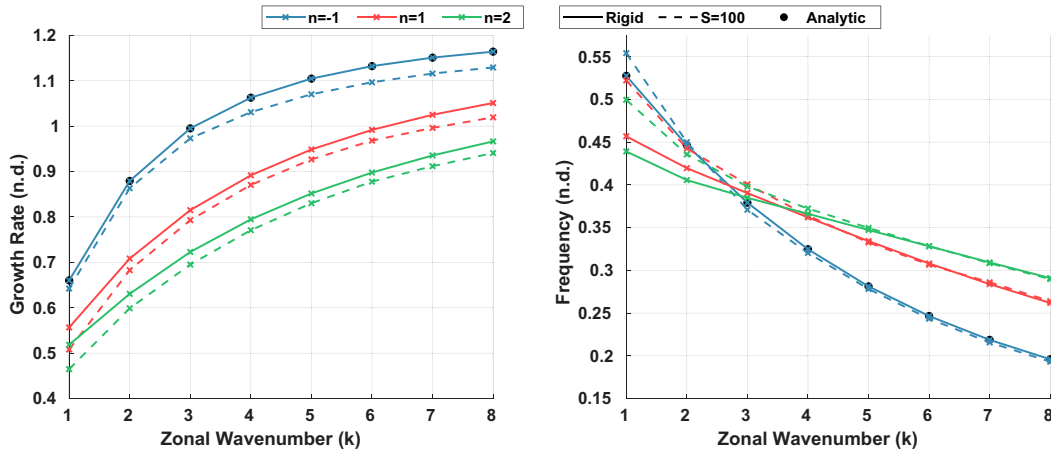 n=-1 n=1 n=2
Growth Rate (n.d.)
1.2
1.1
1
0.9
0.8
0.7
0.6
0.5
0.4
1 2 3 4 5 6 7 8
Zonal Wavenumber (k)
Rigid S=100 Analytic
Frequency (n.d.)
0.55
0.5
0.45
0.4
0.35
0.3
0.25
0.2
0.15
1 2 3 4 5 6 7 8
Zonal Wavenumber (k)